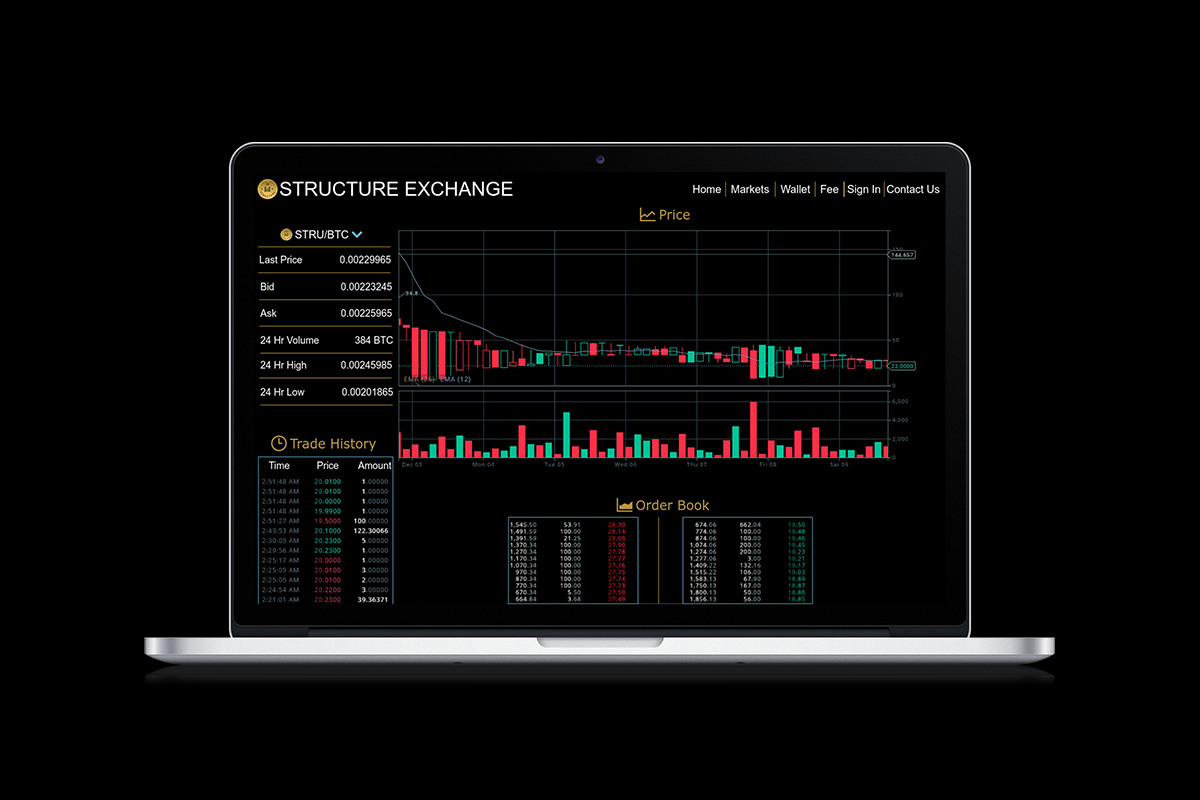 STRUCTURE EXCHANGE
Home Markets Wallet Fee Sign In Contact Us
Price
STRU/BTC
Last Price 0.00229965
Bid 0.00223245
Ask 0.00225965
24 Hr Volume 384 BTC
24 Hr High 0.00245985
24 Hr Low 0.00201865
150
144.657
94.8
100
50
22.0000
0
EMA (26) EMA (12)
6,000
4,000
2,000
0
Dec 03 Mon 04 Tue 05 Wed 06 Thu 07 Fri 08 Sat 09
Trade History
Time Price Amount
2:51:48 AM 20.0100 1.00000
2:51:48 AM 20.0100 1.00000
2:51:48 AM 20.0000 1.00000
2:51:48 AM 19.9900 1.00000
2:51:27 AM 19.5000 100.00000
2:43:53 AM 20.1000 122.30066
2:30:05 AM 20.2300 5.00000
2:29:56 AM 20.2300 1.00000
2:25:17 AM 20.0000 1.00000
2:25:05 AM 20.0100 3.00000
2:25:05 AM 20.0100 2.00000
2:24:54 AM 20.2200 3.00000
2:21:01 AM 20.2300 39.36371
Order Book
1,545.50 53.91 28.30
1,491.59 100.00 28.14
1,391.59 21.25 28.00
1,370.34 100.00 27.90
1,270.34 100.00 27.78
1,170.34 100.00 27.77
1,070.34 100.00 27.76
970.34 100.00 27.75
870.34 100.00 27.74
770.34 100.00 27.73
670.34 5.50 27.50
664.84 3.68 27.49
674.06 662.04 19.50
774.06 100.00 19.48
874.06 100.00 19.46
1,074.06 200.00 19.45
1,274.06 200.00 19.23
1,277.06 3.00 19.21
1,409.22 132.16 19.17
1,515.22 106.00 19.03
1,583.13 67.90 18.89
1,750.13 167.00 18.87
1,800.13 50.00 18.86
1,856.13 56.00 18.85